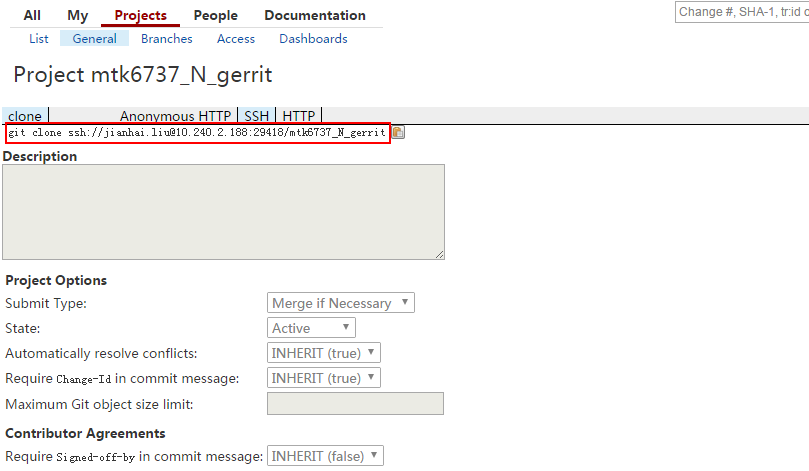 All My Projects People Documentation
Change #, SHA-1, tr:id o
List General Branches Access Dashboards
Project mtk6737_N_gerrit
clone Anonymous HTTP SSH HTTP
git clone ssh://jianhai.liu@10.240.2.188:29418/mtk6737_N_gerrit
Description
Project Options
Submit Type: Merge if Necessary
State: Active
Automatically resolve conflicts: INHERIT (true)
Require Change-Id in commit message: INHERIT (true)
Maximum Git object size limit:
Contributor Agreements
Require Signed-off-by in commit message: INHERIT (false)